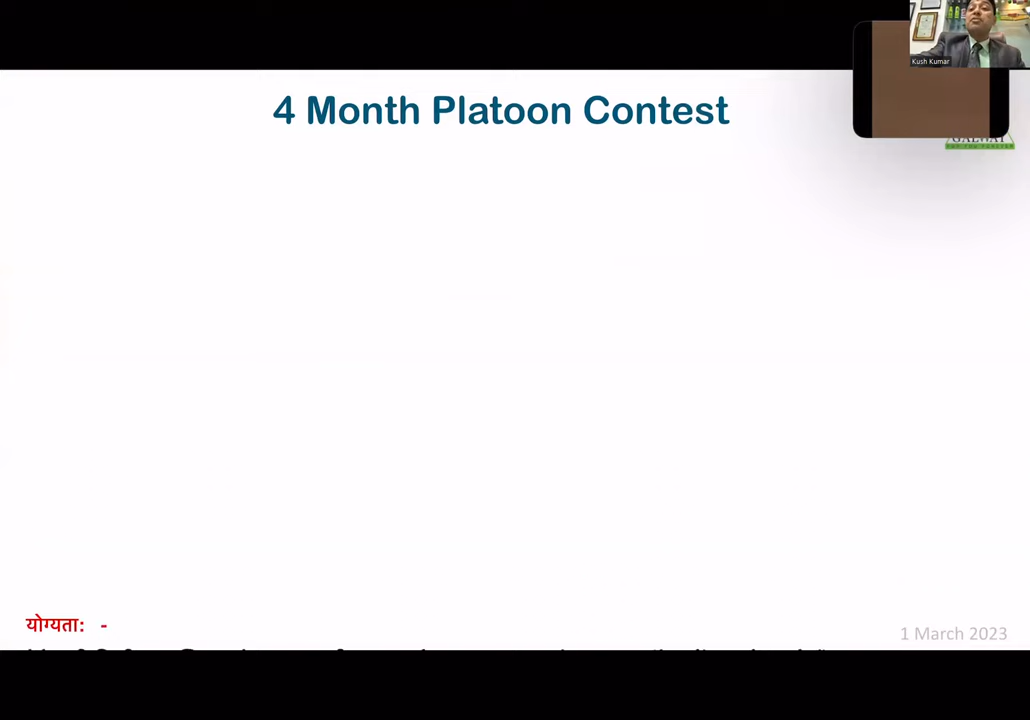 Kush Kumar
4 Month Platoon Contest
योग्यता: -
1 March 2023